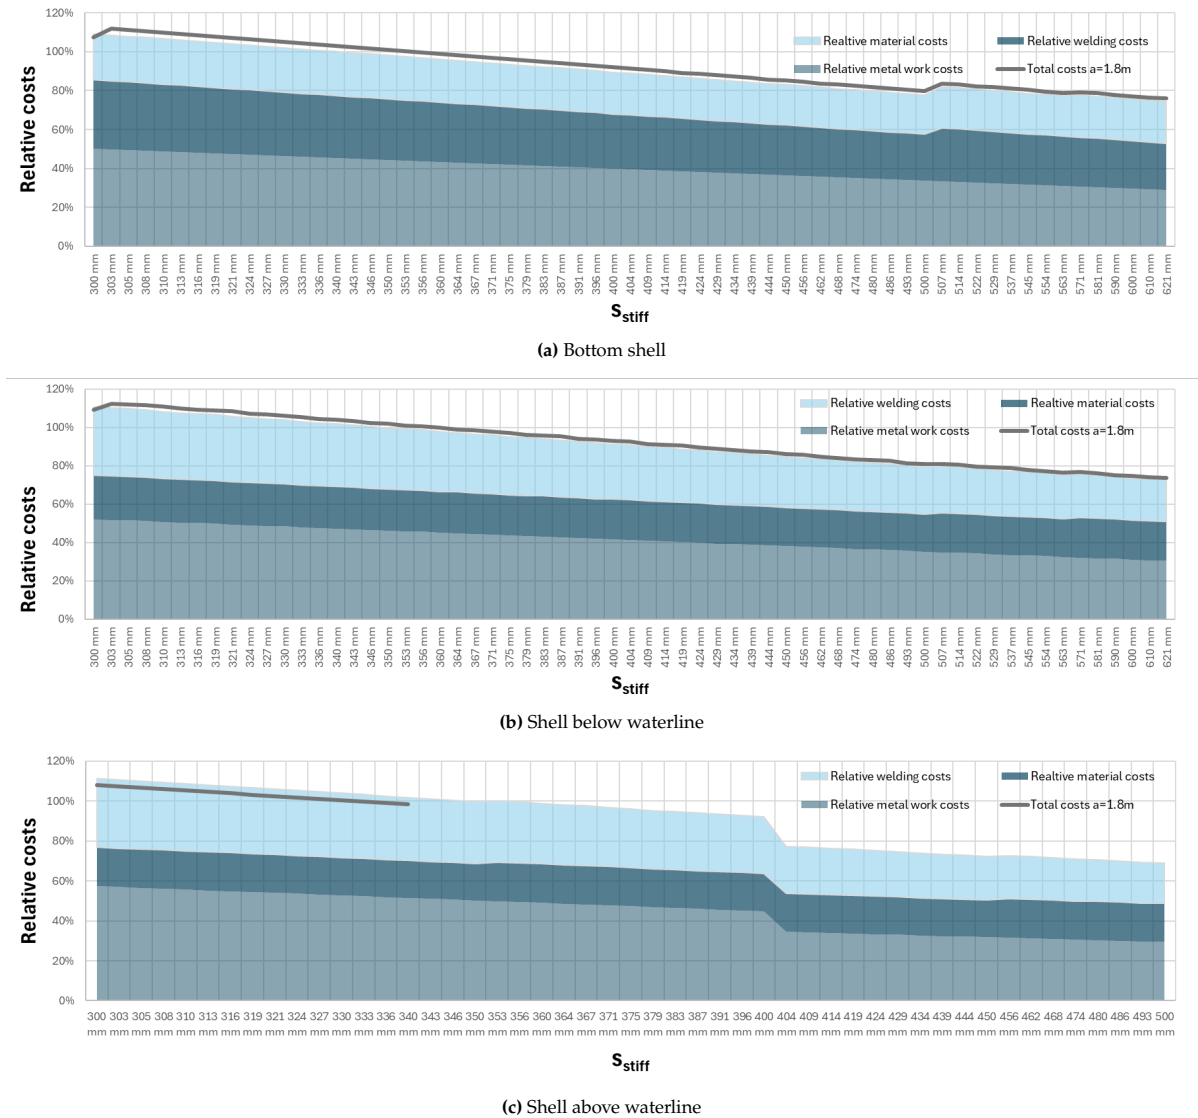 120%
100%
80%
60%
40%
20%
0%
Relative costs
Realtive material costs
Relative welding costs
Relative metal work costs
Total costs a=1.8m
300 mm 303 mm 305 mm 308 mm 310 mm 313 mm 316 mm 319 mm 321 mm 324 mm 327 mm 330 mm 333 mm 336 mm 340 mm 343 mm 346 mm 350 mm 353 mm 356 mm 360 mm 364 mm 367 mm 371 mm 375 mm 379 mm 383 mm 387 mm 391 mm 396 mm 400 mm 404 mm 409 mm 414 mm 419 mm 424 mm 429 mm 434 mm 439 mm 444 mm 450 mm 456 mm 462 mm 468 mm 474 mm 480 mm 486 mm 493 mm 500 mm 507 mm 514 mm 522 mm 529 mm 537 mm 545 mm 554 mm 563 mm 571 mm 581 mm 590 mm 600 mm 610 mm 621 mm
Sstiff
(a) Bottom shell
120%
100%
80%
60%
40%
20%
0%
Relative costs
Relative welding costs
Realtive material costs
Relative metal work costs
Total costs a=1.8m
300 mm 303 mm 305 mm 308 mm 310 mm 313 mm 316 mm 319 mm 321 mm 324 mm 327 mm 330 mm 333 mm 336 mm 340 mm 343 mm 346 mm 350 mm 353 mm 356 mm 360 mm 364 mm 367 mm 371 mm 375 mm 379 mm 383 mm 387 mm 391 mm 396 mm 400 mm 404 mm 409 mm 414 mm 419 mm 424 mm 429 mm 434 mm 439 mm 444 mm 450 mm 456 mm 462 mm 468 mm 474 mm 480 mm 486 mm 493 mm 500 mm 507 mm 514 mm 522 mm 529 mm 537 mm 545 mm 554 mm 563 mm 571 mm 581 mm 590 mm 600 mm 610 mm 621 mm
Sstiff
(b) Shell below waterline
120%
100%
80%
60%
40%
20%
0%
Relative costs
Relative welding costs
Realtive material costs
Relative metal work costs
Total costs a=1.8m
300 303 305 308 310 313 316 319 321 324 327 330 333 336 340 343 346 350 353 356 360 364 367 371 375 379 383 387 391 396 400 404 409 414 419 424 429 434 439 444 450 456 462 468 474 480 486 493 500
mm mm mm mm mm mm mm mm mm mm mm mm mm mm mm mm mm mm mm mm mm mm mm mm mm mm mm mm mm mm mm mm mm mm mm mm mm mm mm mm mm mm mm mm mm mm mm mm mm
Sstiff
(c) Shell above waterline